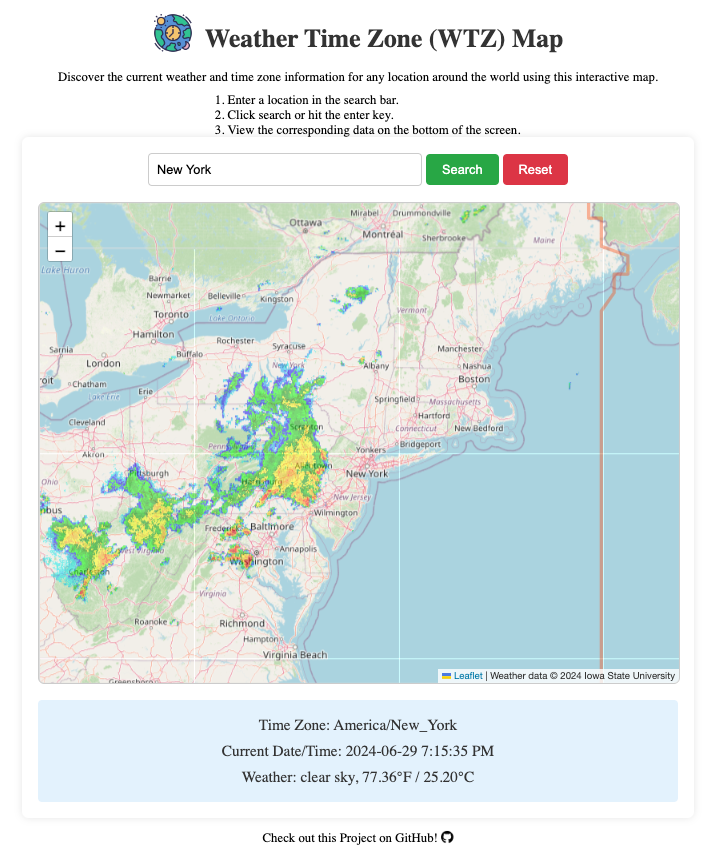 Weather Time Zone (WTZ) Map
Discover the current weather and time zone information for any location around the world using this interactive map.
1. Enter a location in the search bar.
2. Click search or hit the enter key.
3. View the corresponding data on the bottom of the screen.
New York
Search
Reset
+
−
Mirabel
Drummondville
Ottawa
Montréal
Sherbrooke
Maine
Lake Huron
Barrie
Newmarket
Belleville
Kingston
Toronto
Lake Ontario
Vermont
Hamilton
Rochester
Syracuse
Sarnia
London
Buffalo
Manchester
New York
Albany
Nashua
oit
Chatham
Boston
Erie
Lake Erie
Springfield
Massachusetts
Hartford
Cleveland
Connecticut
New Bedford
Scranton
Bridgeport
Akron
Yonkers
Allentown
Ohio
Pittsburgh
New York
Harrisburg
New Jersey
bus
Wilmington
Frederick
Baltimore
West Virginia
Annapolis
Washington
Charleston
Virginia
Roanoke
Richmond
Hampton
Virginia Beach
Greensboro
Leaflet | Weather data © 2024 Iowa State University
Time Zone: America/New_York
Current Date/Time: 2024-06-29 7:15:35 PM
Weather: clear sky, 77.36°F / 25.20°C
Check out this Project on GitHub!